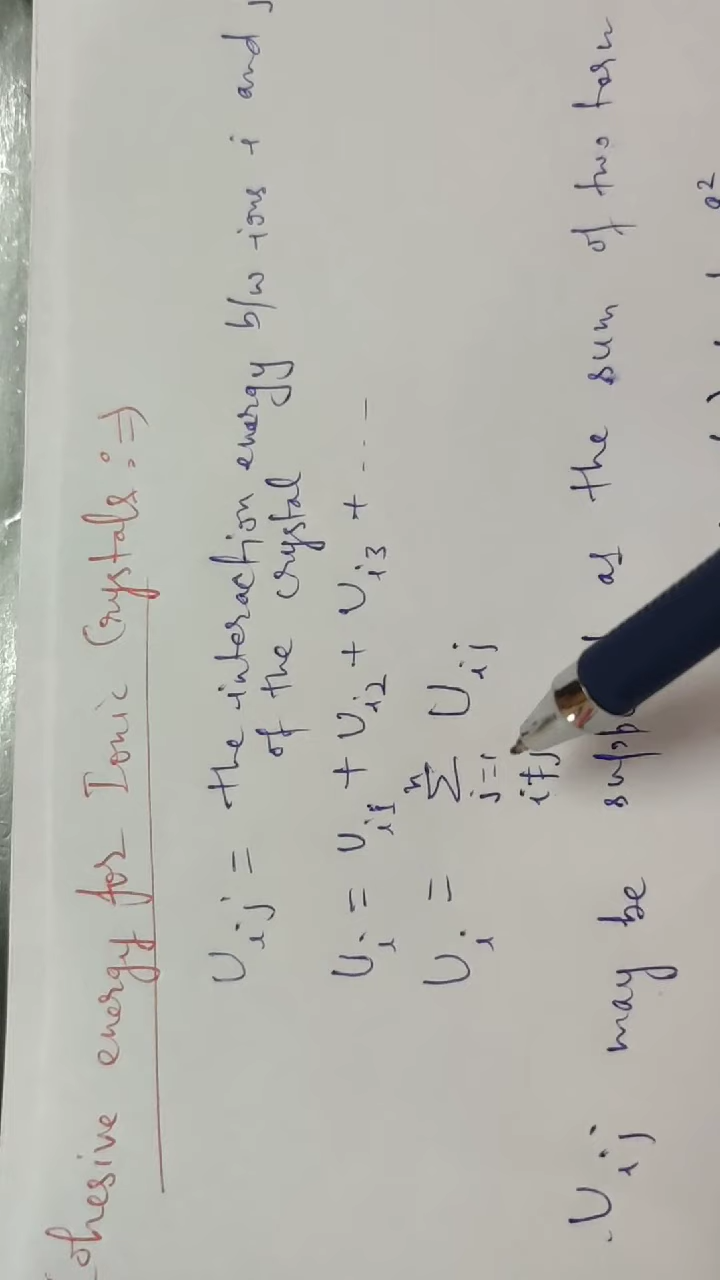 Cohesive energy for Ionic Crystals :⇒
Uij = the interaction energy b/w ions i and j
of the crystal
Ui = Ui1 + Ui2 + Ui3 + ----
Ui = n∑j=1 Uij
i≠j
Uij may be as the sum of two term